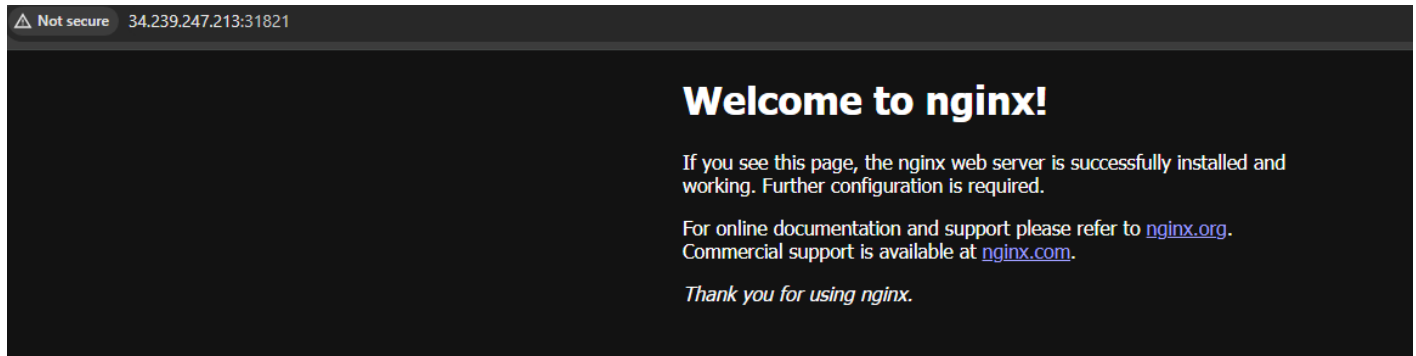 Not secure 34.239.247.213:31821
Welcome to nginx!
If you see this page, the nginx web server is successfully installed and
working. Further configuration is required.
For online documentation and support please refer to nginx.org.
Commercial support is available at nginx.com.
Thank you for using nginx.